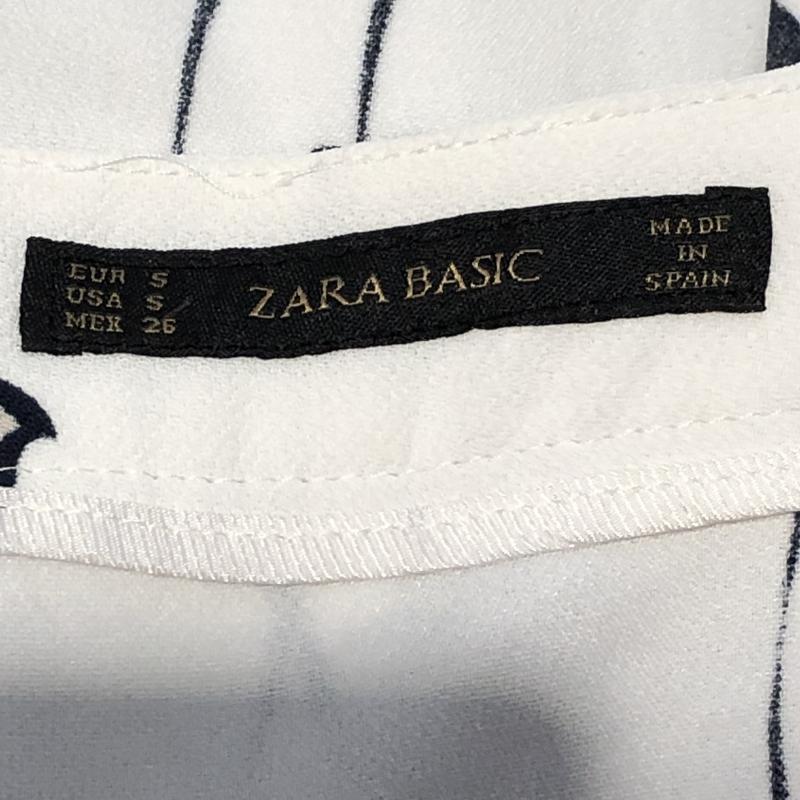 EUR S
USA S
MEX 26
ZARA BASIC
MADE
IN
SPAIN